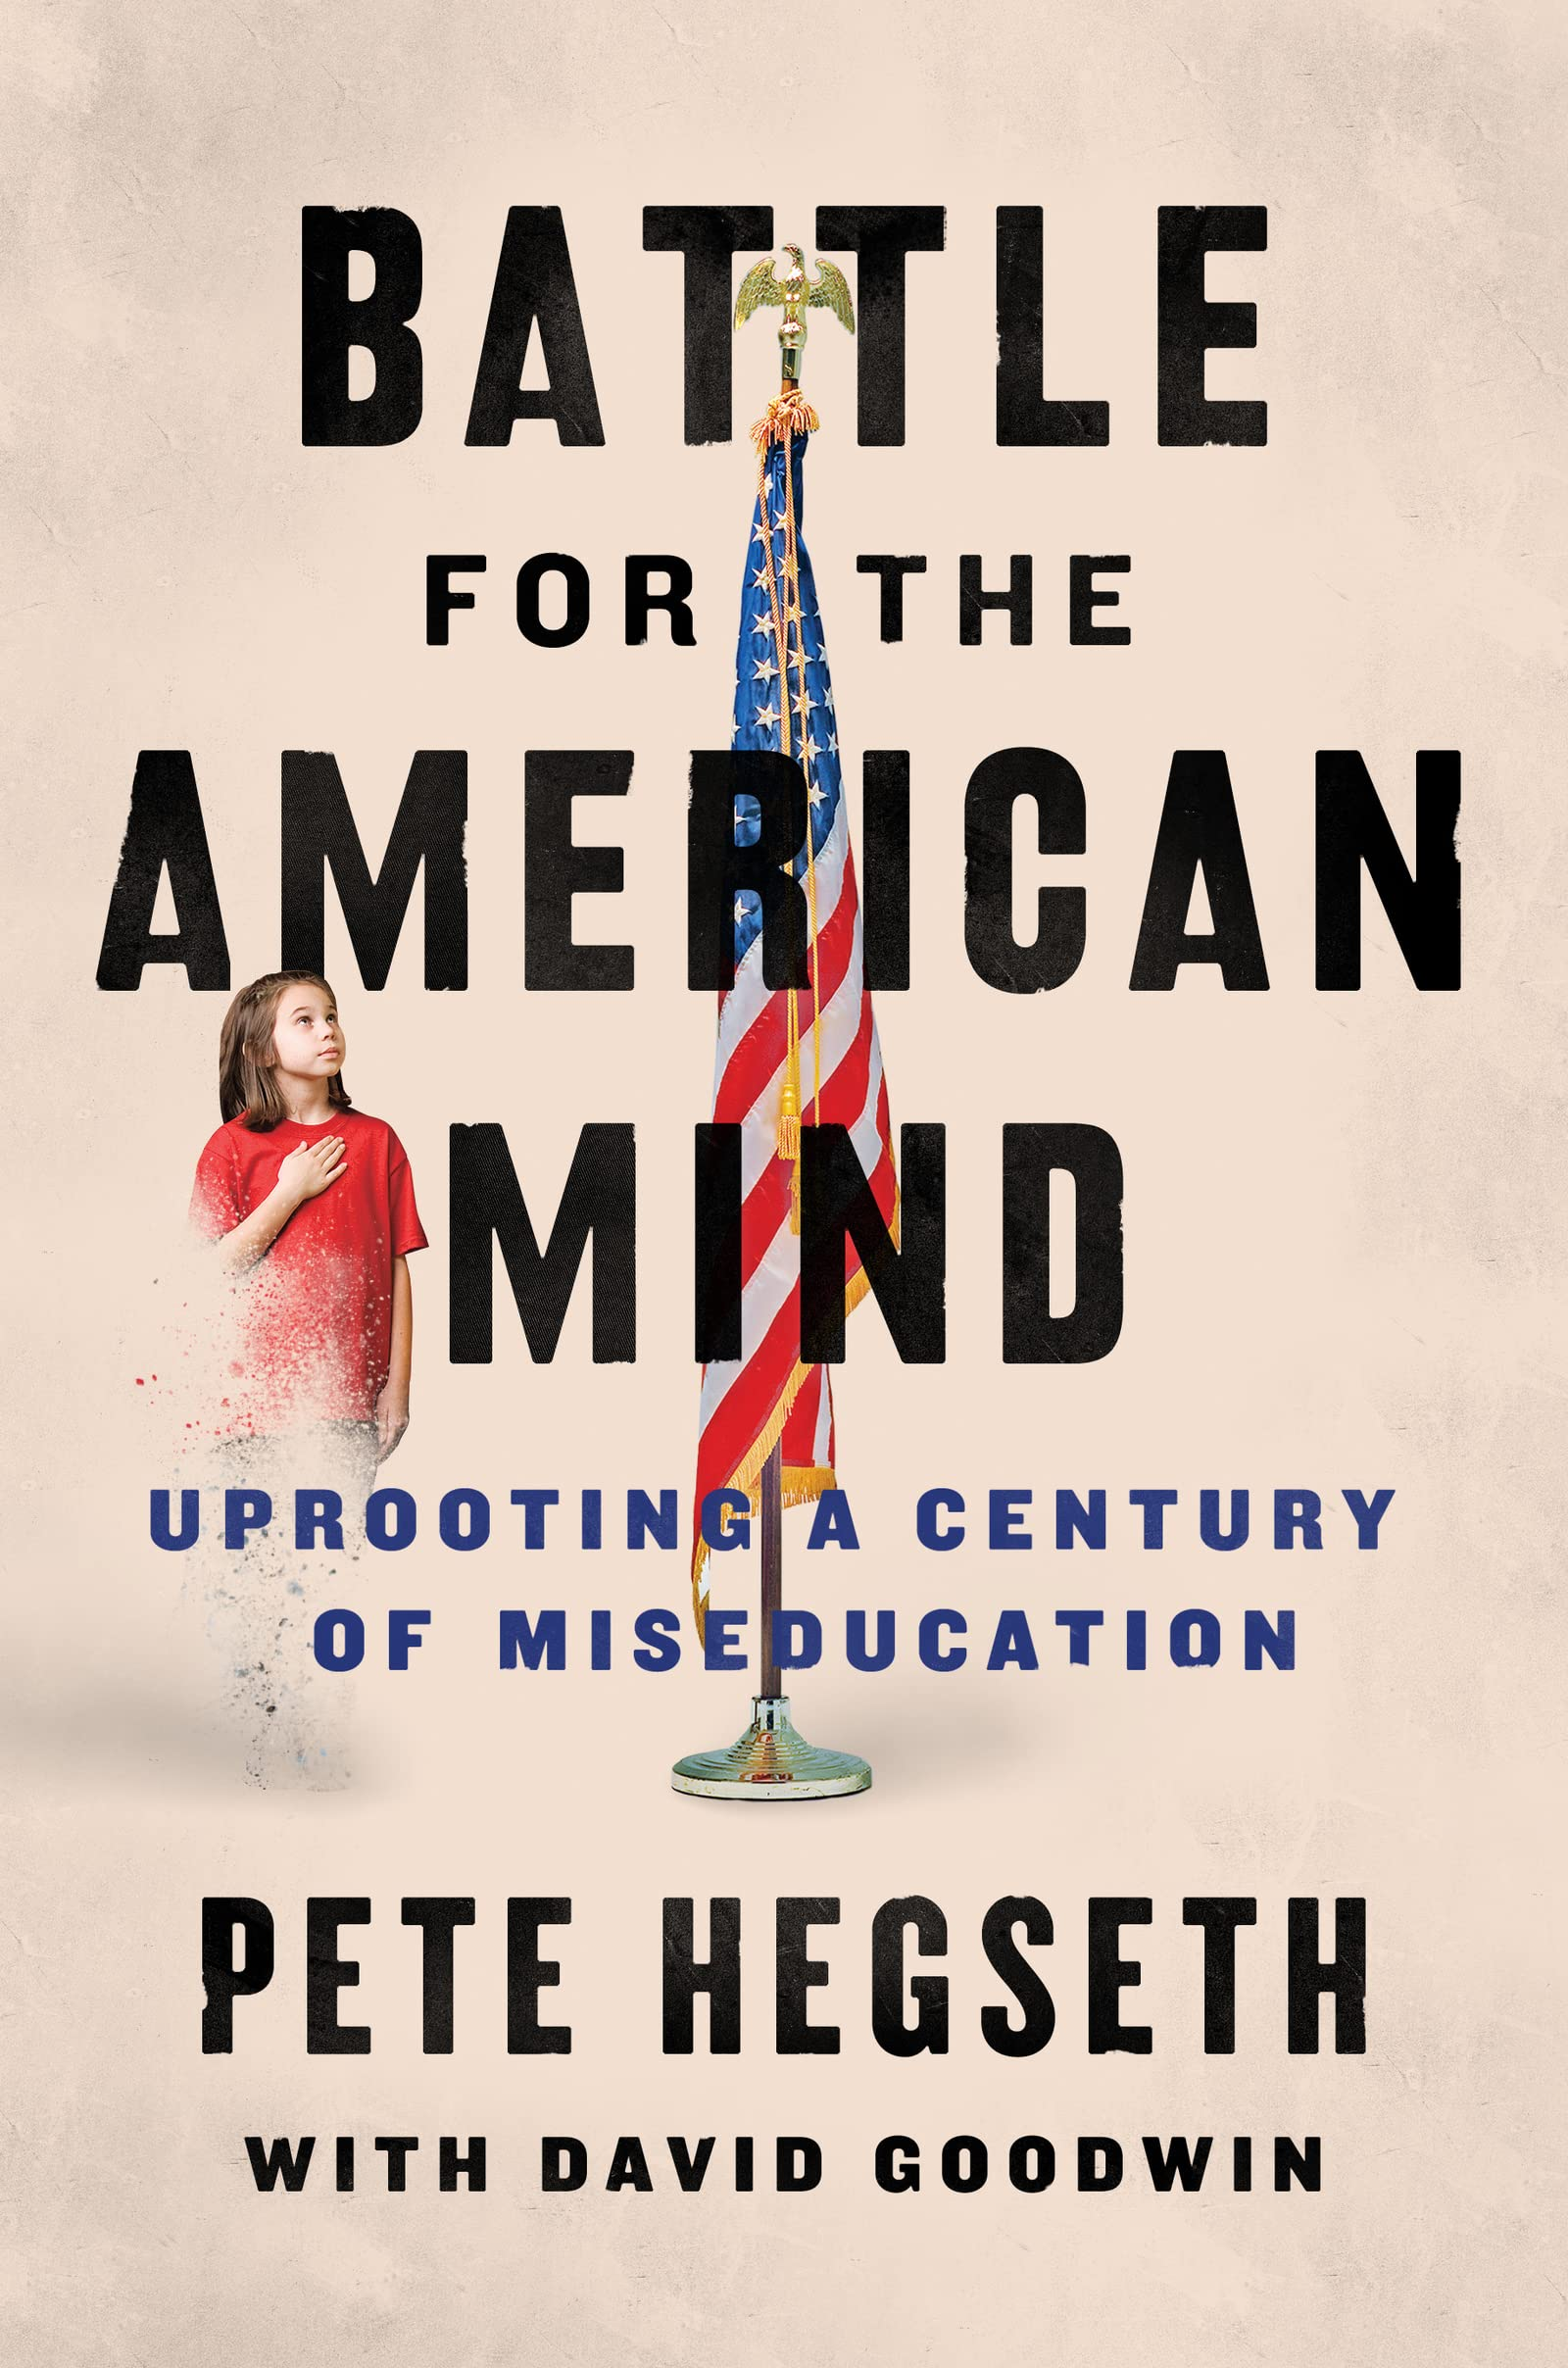 BATTLE
FOR THE
AMERICAN
MIND
UPROOTING A CENTURY
OF MISEDUCATION
PETE HEGSETH
WITH DAVID GOODWIN